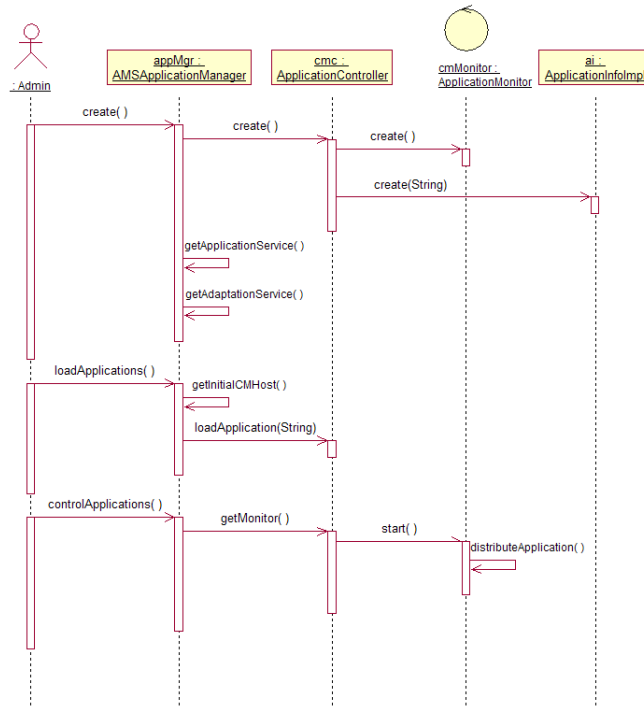 appMgr :
AMSApplicationManager
cmc :
ApplicationController
cmMonitor :
ApplicationMonitor
ai :
ApplicationInfoImpl
: Admin
create( )
create( )
create( )
create(String)
getApplicationService( )
getAdaptationService( )
loadApplications( )
getInitialCMHost( )
loadApplication(String)
controlApplications( )
getMonitor( )
start( )
distributeApplication( )